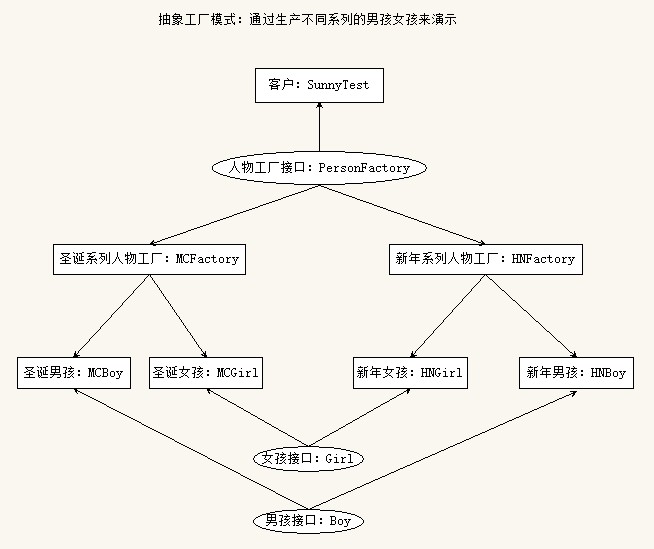 抽象工厂模式：通过生产不同系列的男孩女孩来演示
客户：SunnyTest
人物工厂接口：PersonFactory
圣诞系列人物工厂：MCFactory
新年系列人物工厂：HNFactory
圣诞男孩：MCBoy
圣诞女孩：MCGirl
新年女孩：HNGirl
新年男孩：HNBoy
女孩接口：Girl
男孩接口：Boy